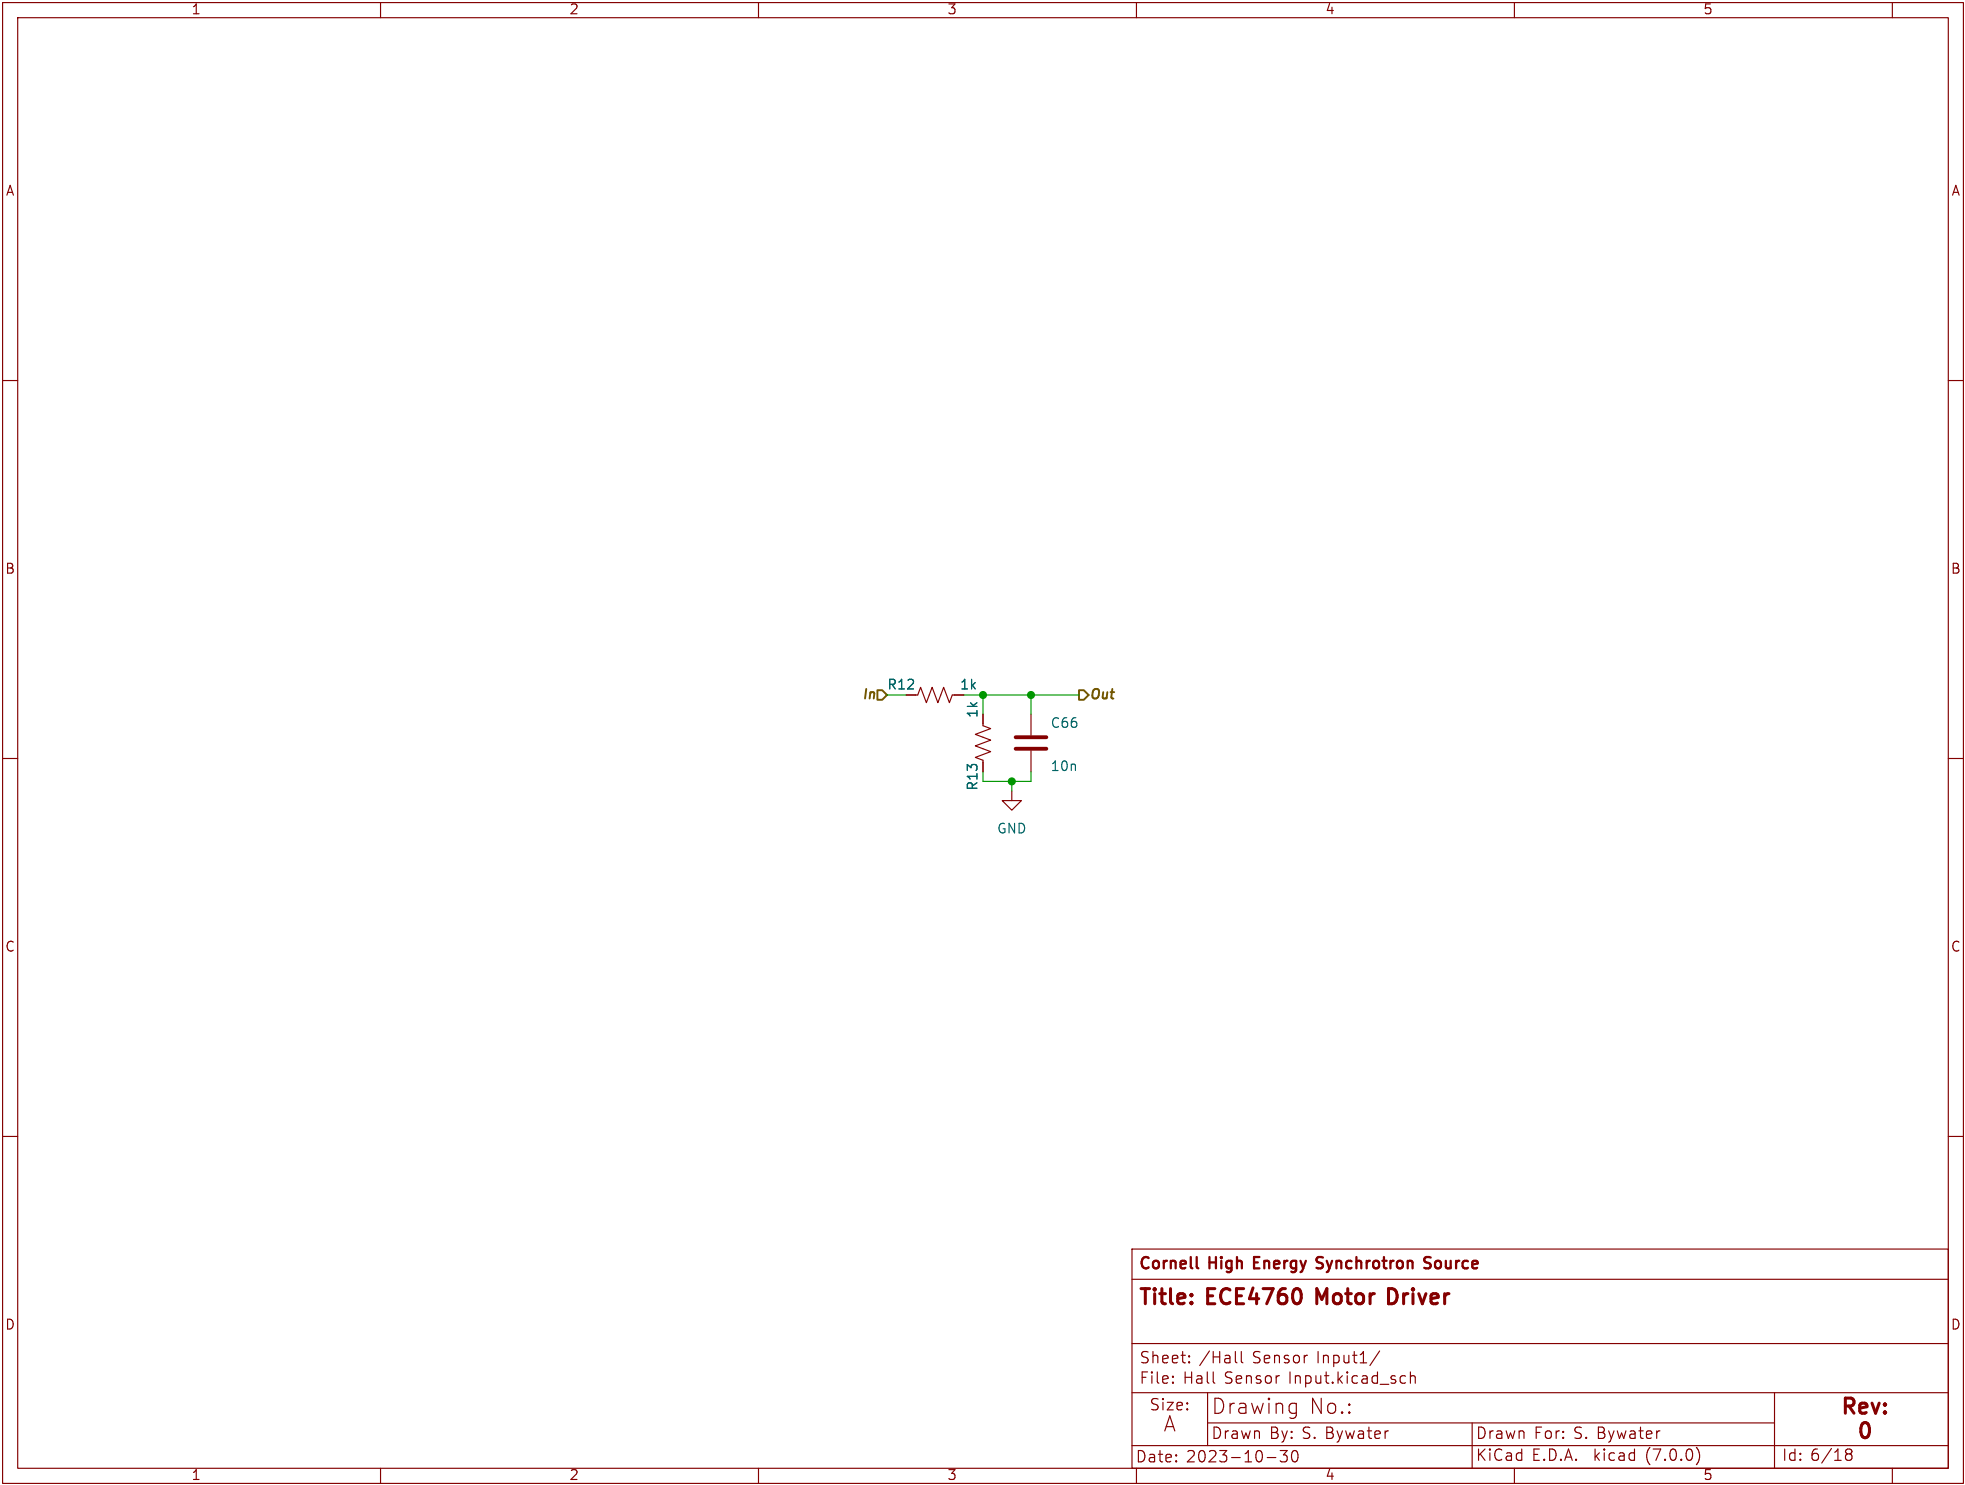 1 2 3 4 5
A A
B B
In R12 1k Out
1k
C66
R13 10n
GND
C C
Cornell High Energy Synchrotron Source
Title: ECE4760 Motor Driver
D D
Sheet: /Hall Sensor Input1/
File: Hall Sensor Input.kicad_sch
Size: Drawing No.: Rev:
A 0
Drawn By: S. Bywater Drawn For: S. Bywater
Date: 2023-10-30 KiCad E.D.A. kicad (7.0.0) Id: 6/18
1 2 3 4 5